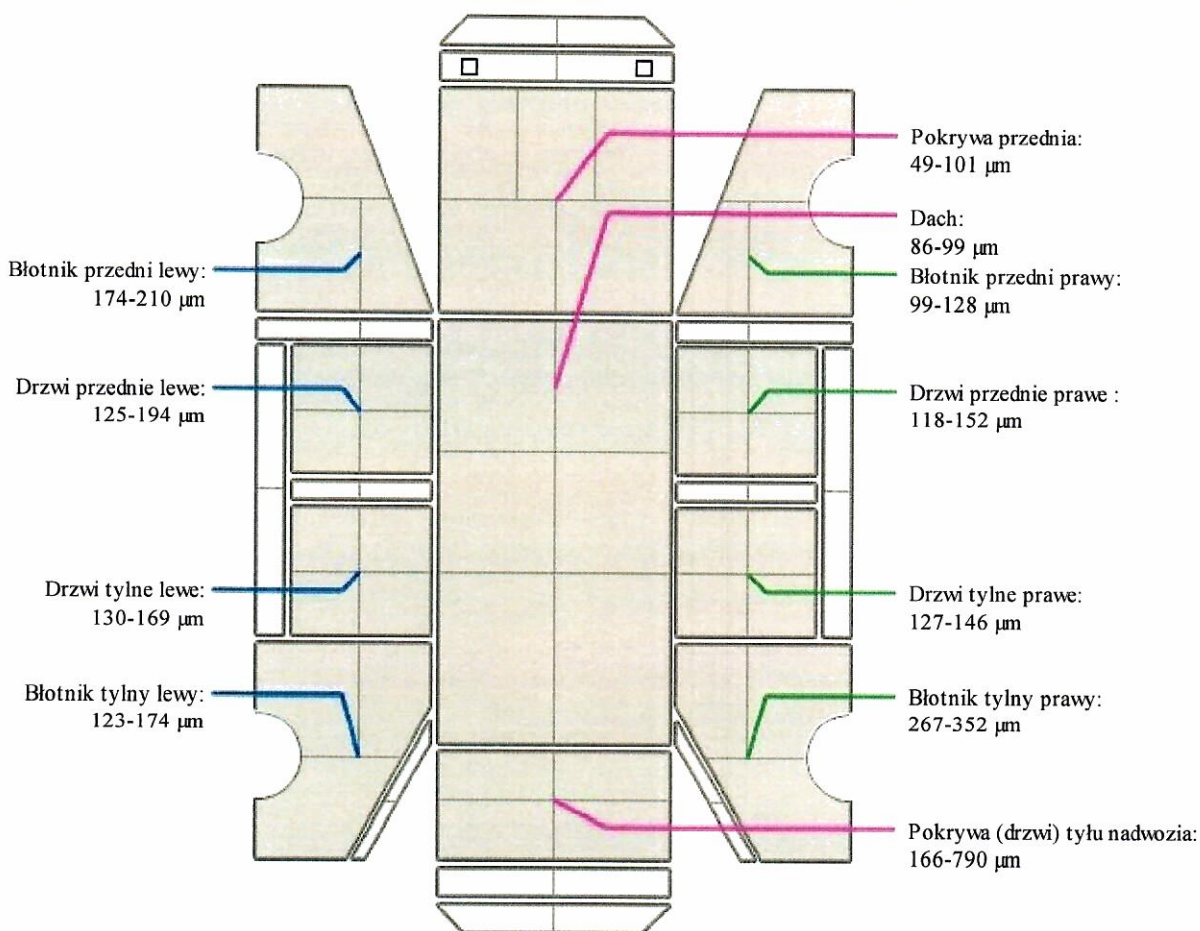 Pokrywa przednia:
49-101 µm
Dach:
86-99 µm
Błotnik przedni lewy:
174-210 µm
Błotnik przedni prawy:
99-128 µm
Drzwi przednie lewe:
125-194 µm
Drzwi przednie prawe :
118-152 µm
Drzwi tylne lewe:
130-169 µm
Drzwi tylne prawe:
127-146 µm
Błotnik tylny lewy:
123-174 µm
Błotnik tylny prawy:
267-352 µm
Pokrywa (drzwi) tyłu nadwozia:
166-790 µm